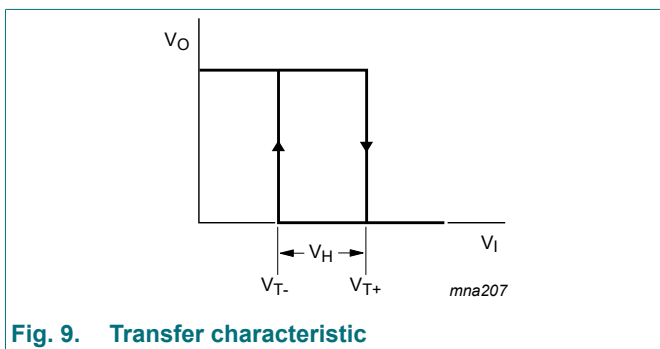 VO
VH
VI
VT-
VT+
mna207
Fig. 9. Transfer characteristic